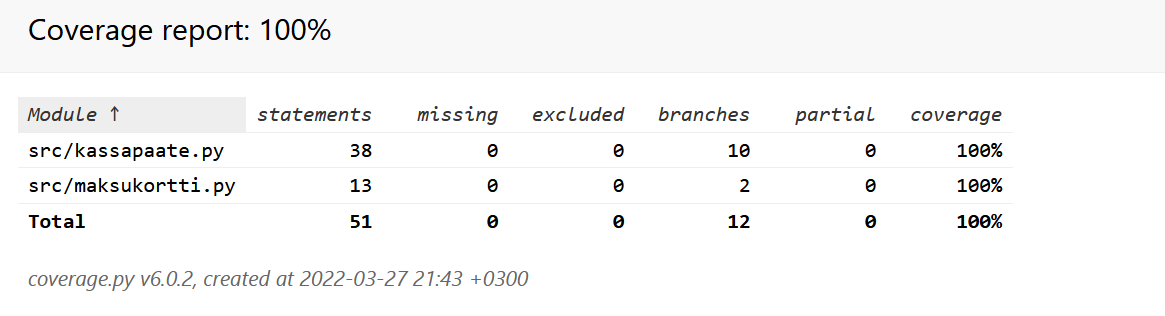 Coverage report: 100%
Module ↑ statements missing excluded branches partial coverage
src/kassapaate.py 38 0 0 10 0 100%
src/maksukortti.py 13 0 0 2 0 100%
Total 51 0 0 12 0 100%
coverage.py v6.0.2, created at 2022-03-27 21:43 +0300